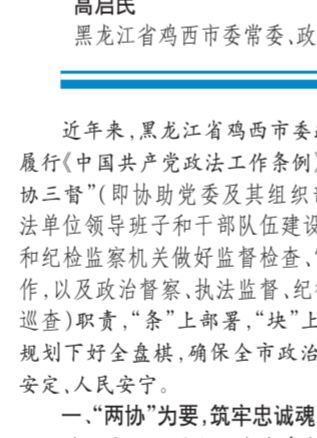 高启民
黑龙江省鸡西市委常委、政
近年来,黑龙江省鸡西市委
履行《中国共产党政法工作条例》
协三督”(即协助党委及其组织
法单位领导班子和干部队伍建设
和纪检监察机关做好监督检查、
作,以及政治督察、执法监督、纪
巡查)职责,“条”上部署,“块”上
规划下好全盘棋,确保全市政治
安定、人民安宁。
一、“两协”为要,筑牢忠诚魂